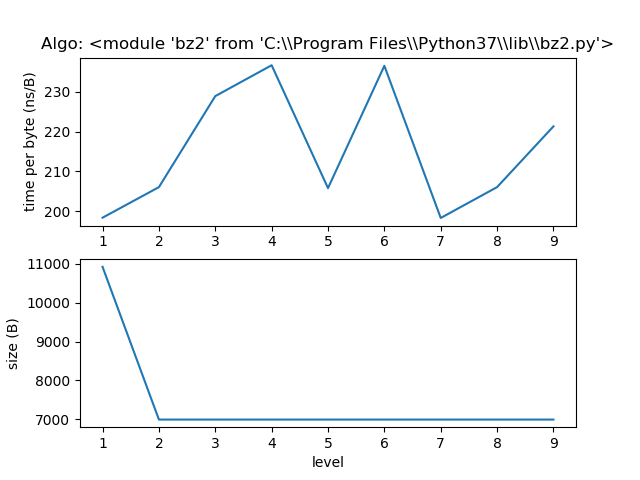 Algo: <module 'bz2' from 'C:\\Program Files\\Python37\\lib\\bz2.py'>
time per byte (ns/B)
230
220
210
200
1 2 3 4 5 6 7 8 9
size (B)
11000
10000
9000
8000
7000
1 2 3 4 5 6 7 8 9
level